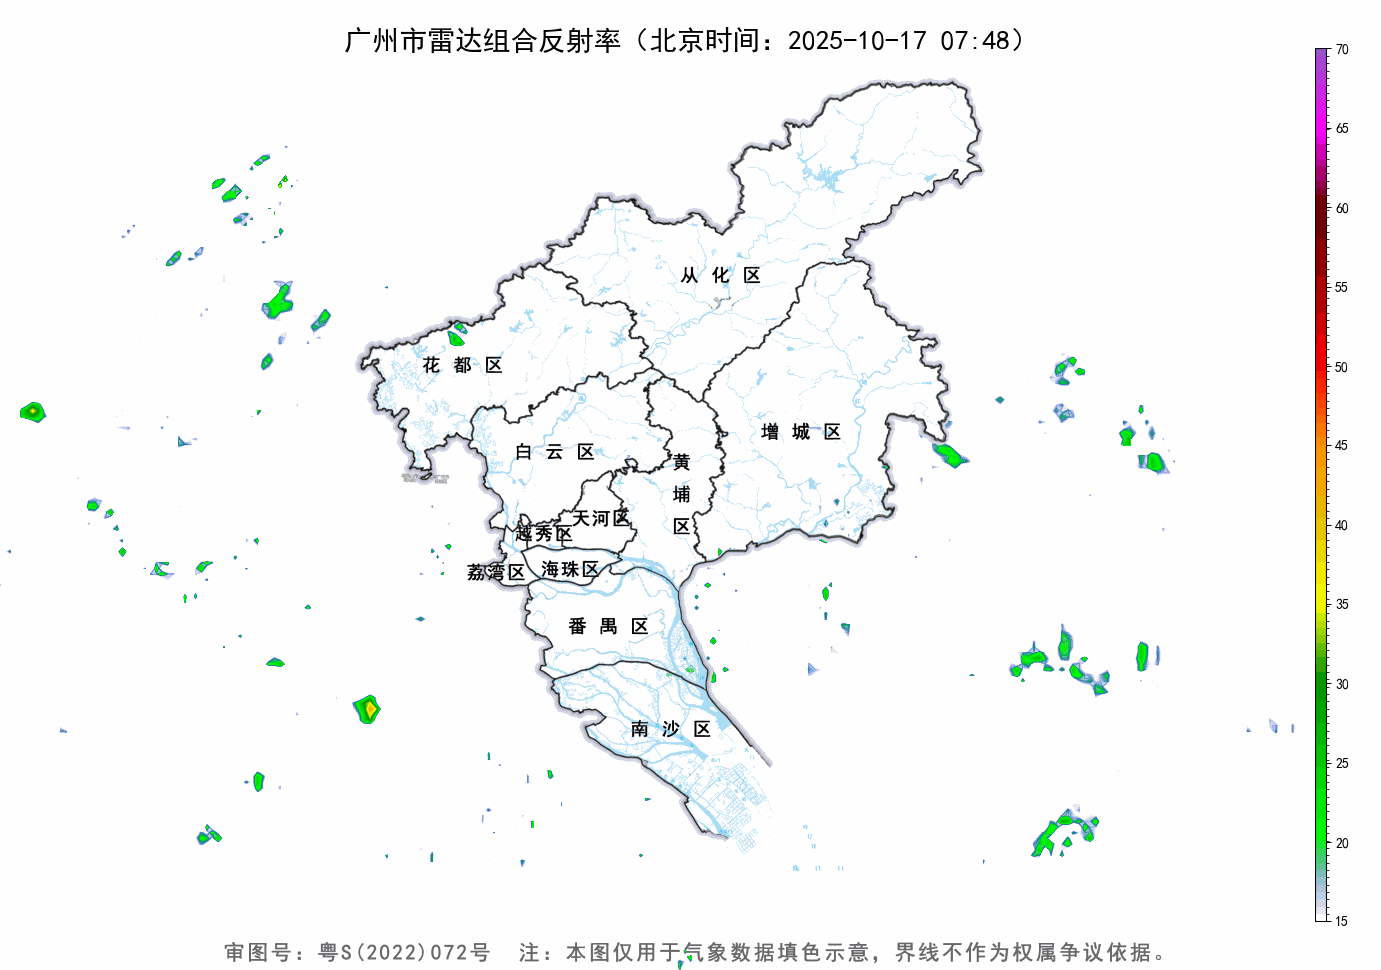 广州市雷达组合反射率（北京时间：2025-10-17 07:48）
70
65
60
55
50
45
40
35
30
25
20
15
从化区
花都区
增城区
白云区
黄埔区
天河区
越秀区
荔湾区
海珠区
番禺区
南沙区
审图号：粤S(2022)072号 注：本图仅用于气象数据填色示意，界线不作为权属争议依据。